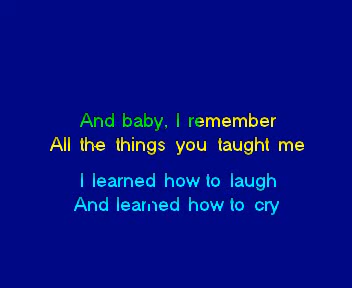 And baby, I remember
All the things you taught me
I learned how to laugh
And learned how to cry